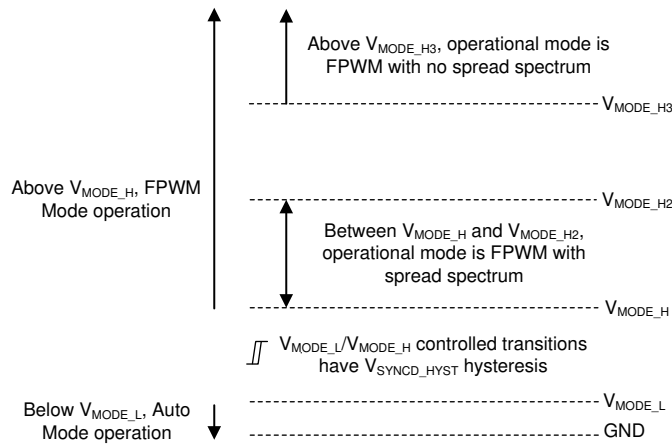 Above V_MODE_H3, operational mode is
FPWM with no spread spectrum
V_MODE_H3
Above V_MODE_H, FPWM
Mode operation
V_MODE_H2
Between V_MODE_H and V_MODE_H2,
operational mode is FPWM with
spread spectrum
V_MODE_H
V_MODE_L/V_MODE_H controlled transitions
have V_SYNCD_HYST hysteresis
V_MODE_L
Below V_MODE_L, Auto
Mode operation
GND